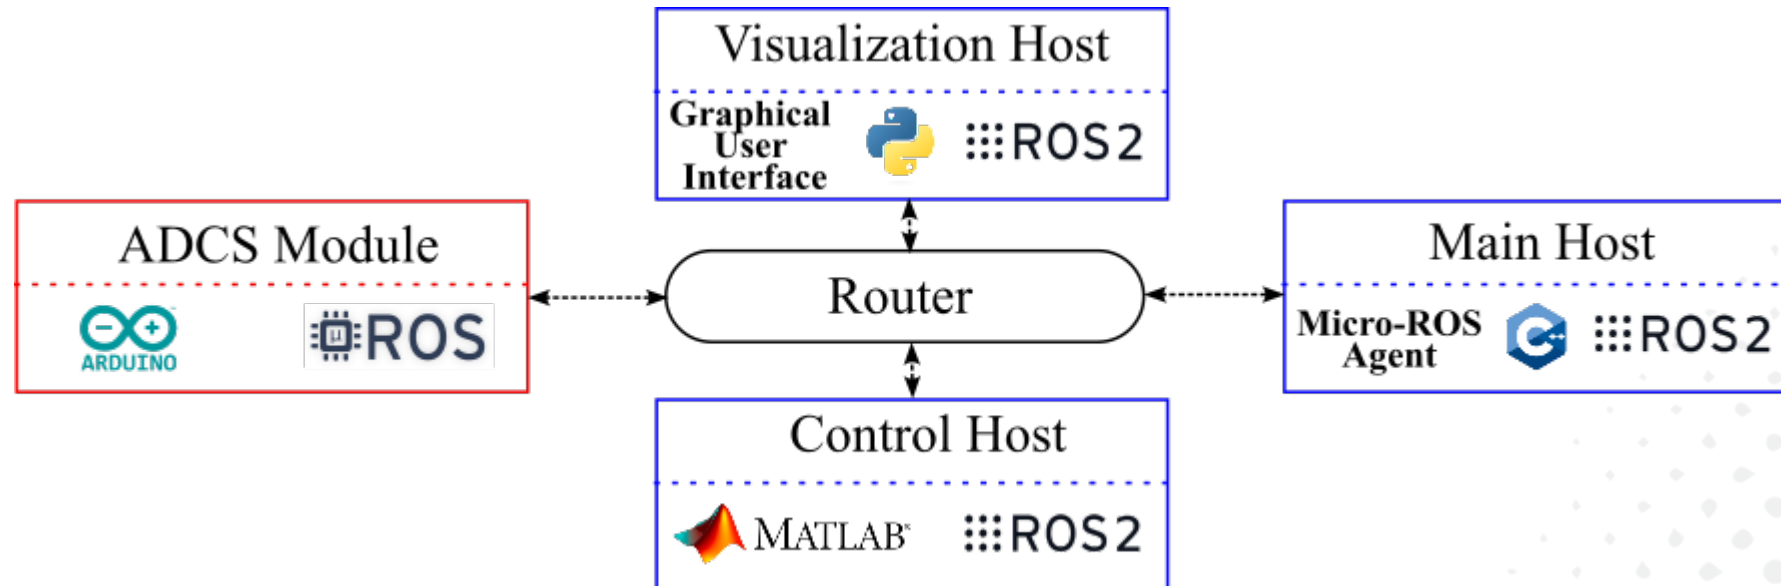 Visualization Host
Graphical
User
Interface
ROS2
ADCS Module
ARDUINO
μROS
Router
Main Host
Micro-ROS
Agent
C++
ROS2
Control Host
MATLAB
ROS2